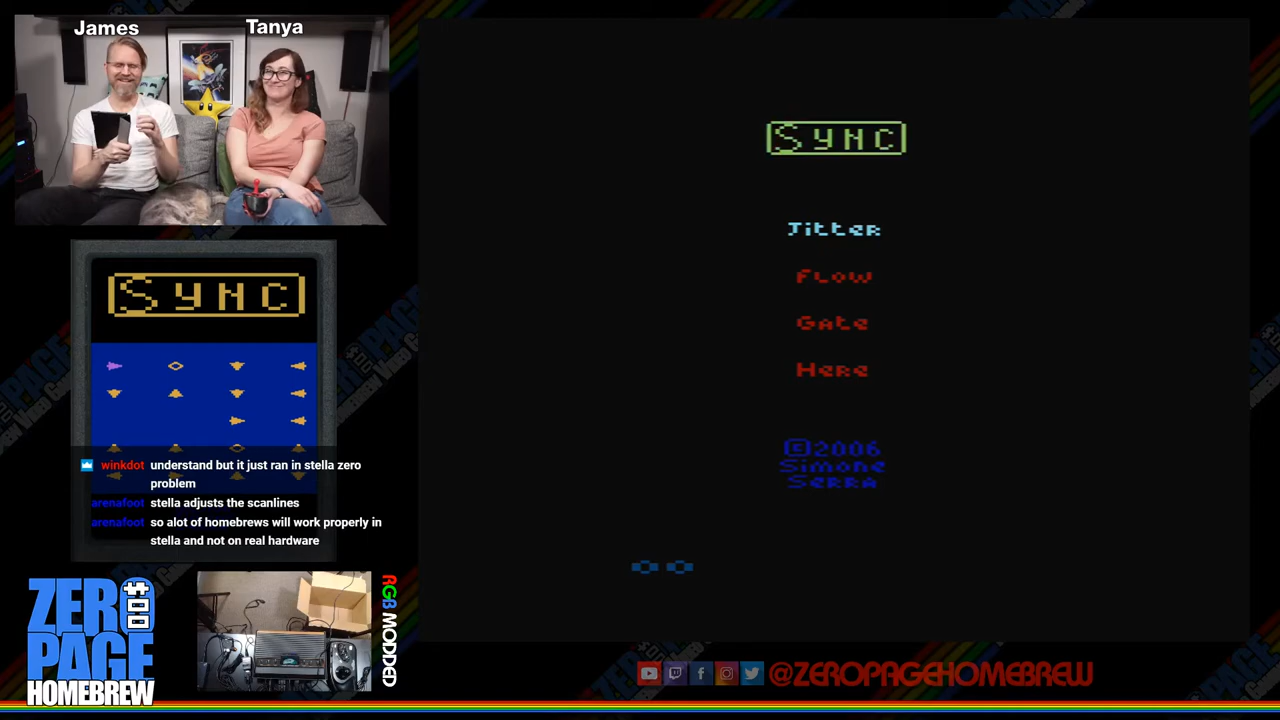 James
Tanya
Sync
Jitter
Flow
Gate
Here
©2006
Simone
Serra
Sync
winkdot understand but it just ran in stella zero
problem
arenafoot stella adjusts the scanlines
arenafoot so alot of homebrews will work properly in
stella and not on real hardware
ZERO
PAGE
HOMEBREW
$00
RGB MODDED
@ZEROPAGEHOMEBREW